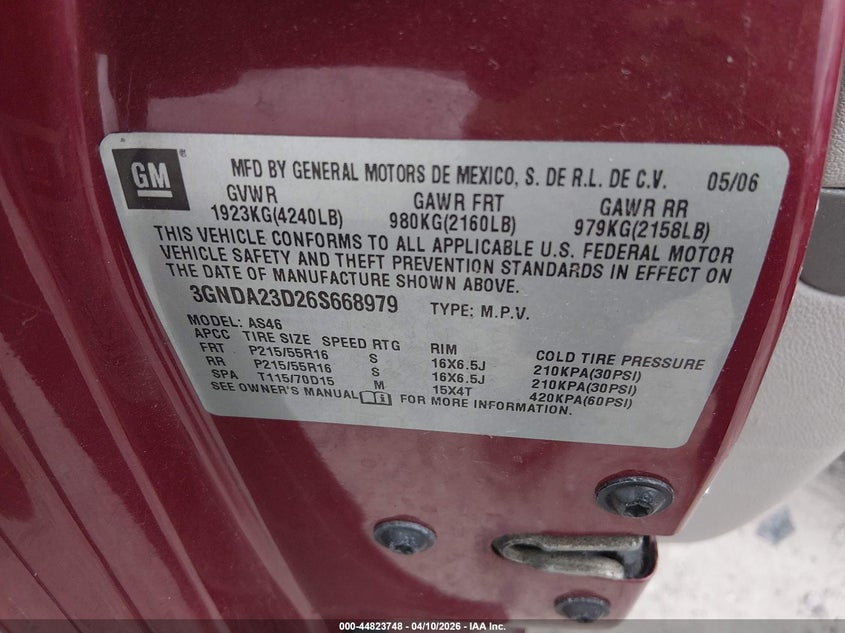 GM
MFD BY GENERAL MOTORS DE MEXICO, S. DE R.L. DE C.V. 05/06
GVWR GAWR FRT GAWR RR
1923KG(4240LB) 980KG(2160LB) 979KG(2158LB)
THIS VEHICLE CONFORMS TO ALL APPLICABLE U.S. FEDERAL MOTOR
VEHICLE SAFETY AND THEFT PREVENTION STANDARDS IN EFFECT ON
THE DATE OF MANUFACTURE SHOWN ABOVE.
3GNDA23D26S668979 TYPE: M.P.V.
MODEL: AS46
APCC TIRE SIZE SPEED RTG RIM COLD TIRE PRESSURE
FRT P215/55R16 S 16X6.5J 210KPA(30PSI)
RR P215/55R16 S 16X6.5J 210KPA(30PSI)
SPA T115/70D15 M 15X4T 420KPA(60PSI)
SEE OWNER'S MANUAL FOR MORE INFORMATION.
000-44823748 - 04/10/2026 - IAA Inc.